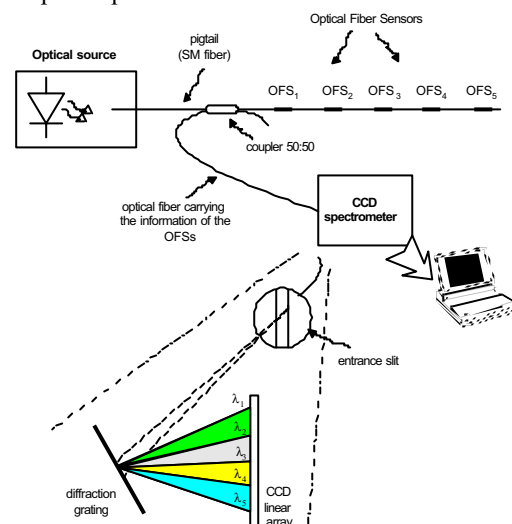 Optical Fiber Sensors
pigtail
(SM fiber)
Optical source
OFS1 OFS2 OFS3 OFS4 OFS5
coupler 50:50
optical fiber carrying
the information of the
OFSs
CCD
spectrometer
entrance slit
λ1
λ2
λ3
λ4
λ5
diffraction
grating
CCD
linear
array